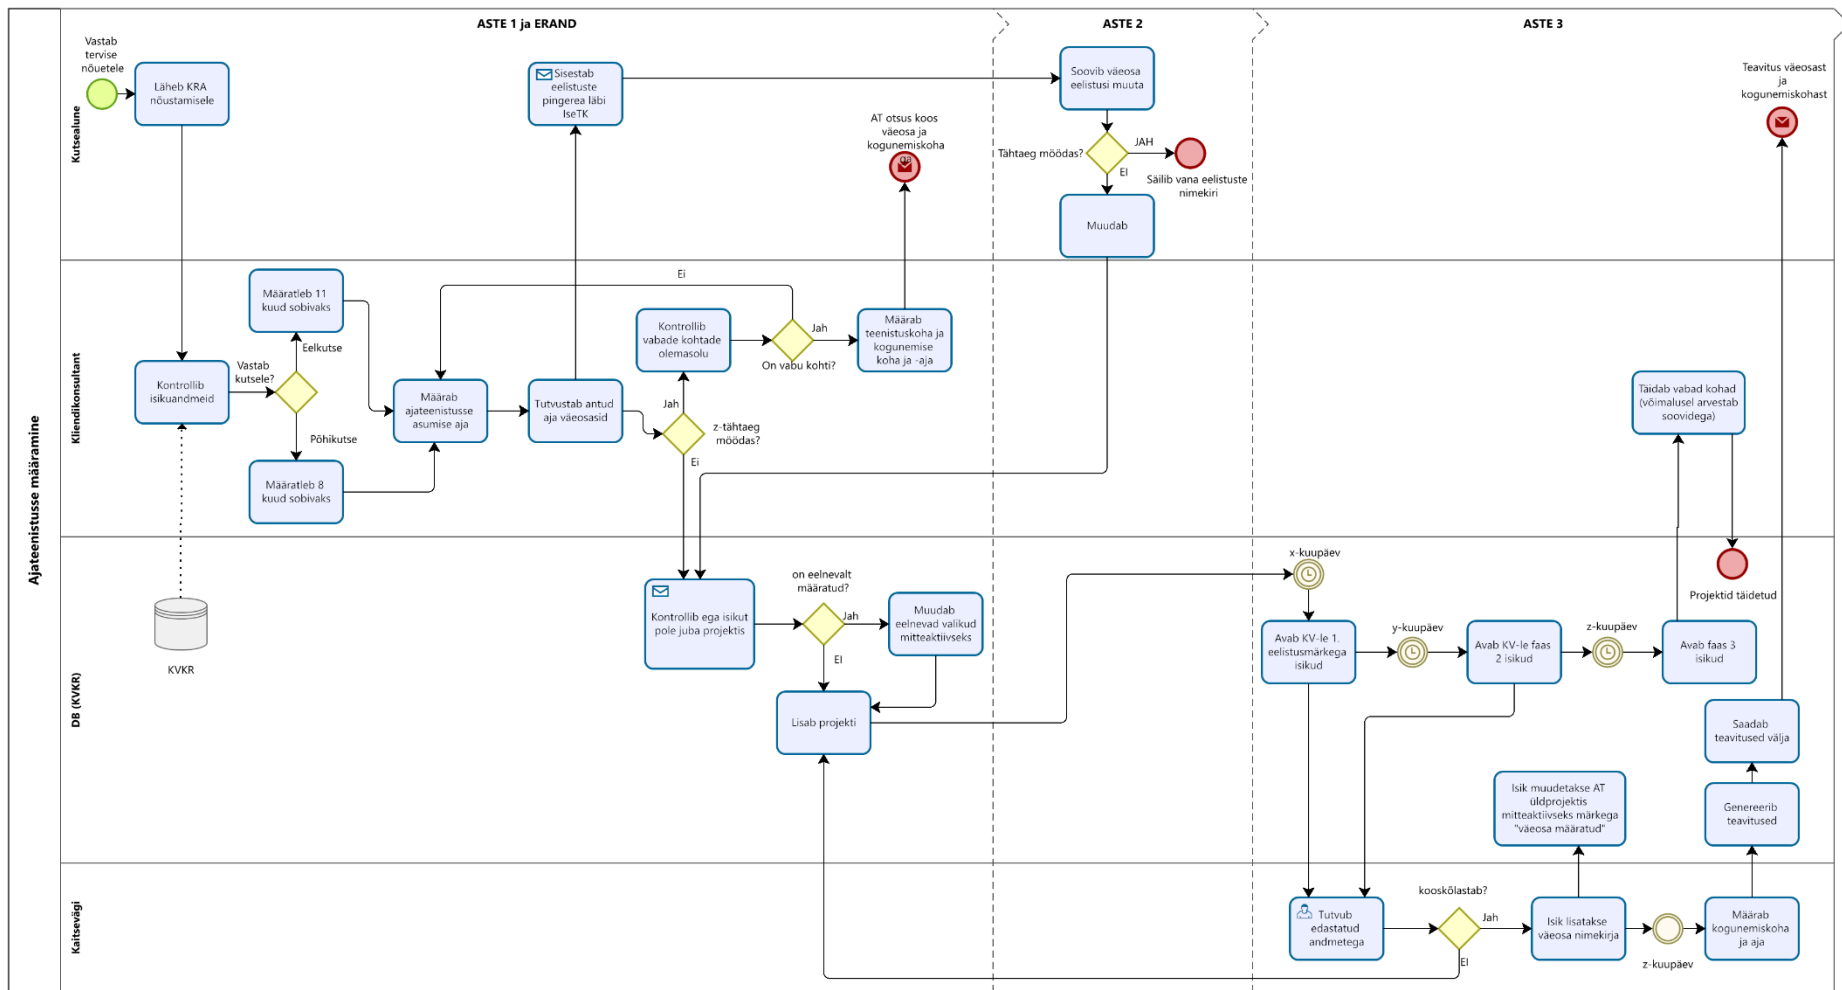 ASTE 1 ja ERAND
ASTE 2
ASTE 3
Ajateenistusse määramine
Kutsealune
Vastab
tervise
nõuetele
Läheb KRA
nõustamisele
Sisestab
eelistuste
pingerea läbi
IseTK
AT otsus koos
väeosa ja
kogunemiskoha
Soovib väeosa
eelistusi muuta
Tähtaeg möödas?
JAH
EI
Säilib vana eelistuste
nimekiri
Muudab
Teavitus väeosast
ja
kogunemiskohast
Kliendikonsultant
Määratleb 11
kuud sobivaks
Eelkutse
Kontrollib
isikuandmeid
Vastab
kutsele?
Põhikutse
Määratleb 8
kuud sobivaks
Määrab
ajateenistusse
asumise aja
Tutvustab antud
aja väeosasid
Ei
Kontrollib
vabade kohtade
olemasolu
Jah
On vabu kohti?
Määrab
teenistuskoha ja
kogunemise
koha ja -aja
Jah
z-tähtaeg
möödas?
Ei
Täidab vabad kohad
(võimalusel arvestab
soovidega)
DB (KVKR)
KVKR
Kontrollib ega isikut
pole juba projektis
on eelnevalt
määratud?
Jah
EI
Muudab
eelnevad valikud
mitteaktiivseks
Lisab projekti
x-kuupäev
Avab KV-le 1.
eelistusmärkega
isikud
y-kuupäev
Avab KV-le faas
2 isikud
z-kuupäev
Avab faas 3
isikud
Projektid täidetud
Saadab
teavitused välja
Isik muudetakse AT
üldprojektis
mitteaktiivseks märkega
"väeosa määratud"
Genereerib
teavitused
Kaitsevägi
Tutvub
edastatud
andmetega
kooskõlastab?
Jah
EI
Isik lisatakse
väeosa nimekirja
z-kuupäev
Määrab
kogunemiskoha
ja aja